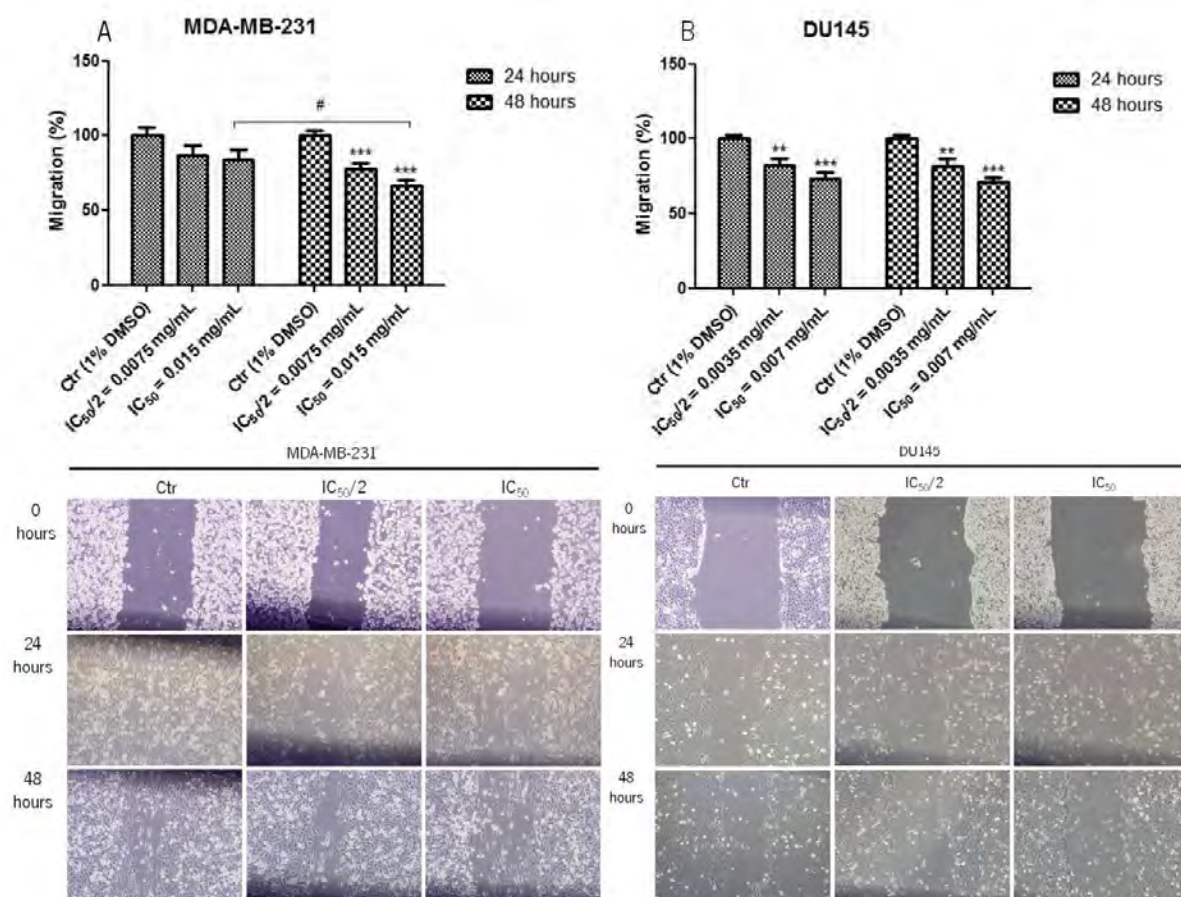 A
MDA-MB-231
150
100
50
0
Migration (%)
24 hours
48 hours
#
***
***
Ctr (1% DMSO)
IC50/2 = 0.0075 mg/mL
IC50 = 0.015 mg/mL
Ctr (1% DMSO)
IC50/2 = 0.0075 mg/mL
IC50 = 0.015 mg/mL
B
DU145
150
100
50
0
Migration (%)
24 hours
48 hours
**
***
**
***
Ctr (1% DMSO)
IC50/2 = 0.0035 mg/mL
IC50 = 0.007 mg/mL
Ctr (1% DMSO)
IC50/2 = 0.0035 mg/mL
IC50 = 0.007 mg/mL
MDA-MB-231
Ctr
IC50/2
IC50
0
hours
24
hours
48
hours
DU145
Ctr
IC50/2
IC50
0
hours
24
hours
48
hours